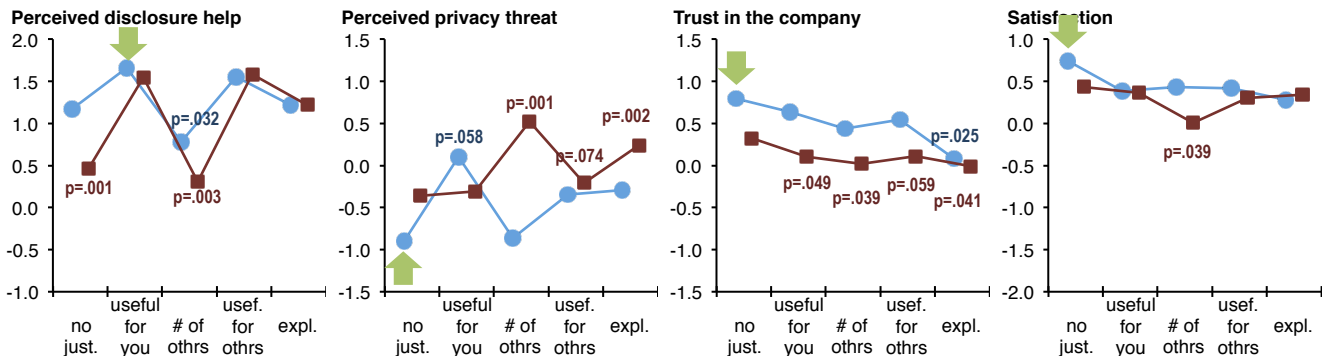 Perceived disclosure help
2.0
1.5
1.0
0.5
0.0
-0.5
-1.0
p=.001
p=.032
p=.003
no just.
useful for you
# of othrs
usef. for othrs
expl.
Perceived privacy threat
1.5
1.0
0.5
0.0
-0.5
-1.0
-1.5
p=.058
p=.001
p=.074
p=.002
no just.
useful for you
# of othrs
usef. for othrs
expl.
Trust in the company
1.5
1.0
0.5
0.0
-0.5
-1.0
-1.5
p=.049
p=.039
p=.059
p=.025
p=.041
no just.
useful for you
# of othrs
usef. for othrs
expl.
Satisfaction
1.0
0.5
0.0
-0.5
-1.0
-1.5
-2.0
p=.039
no just.
useful for you
# of othrs
usef. for othrs
expl.